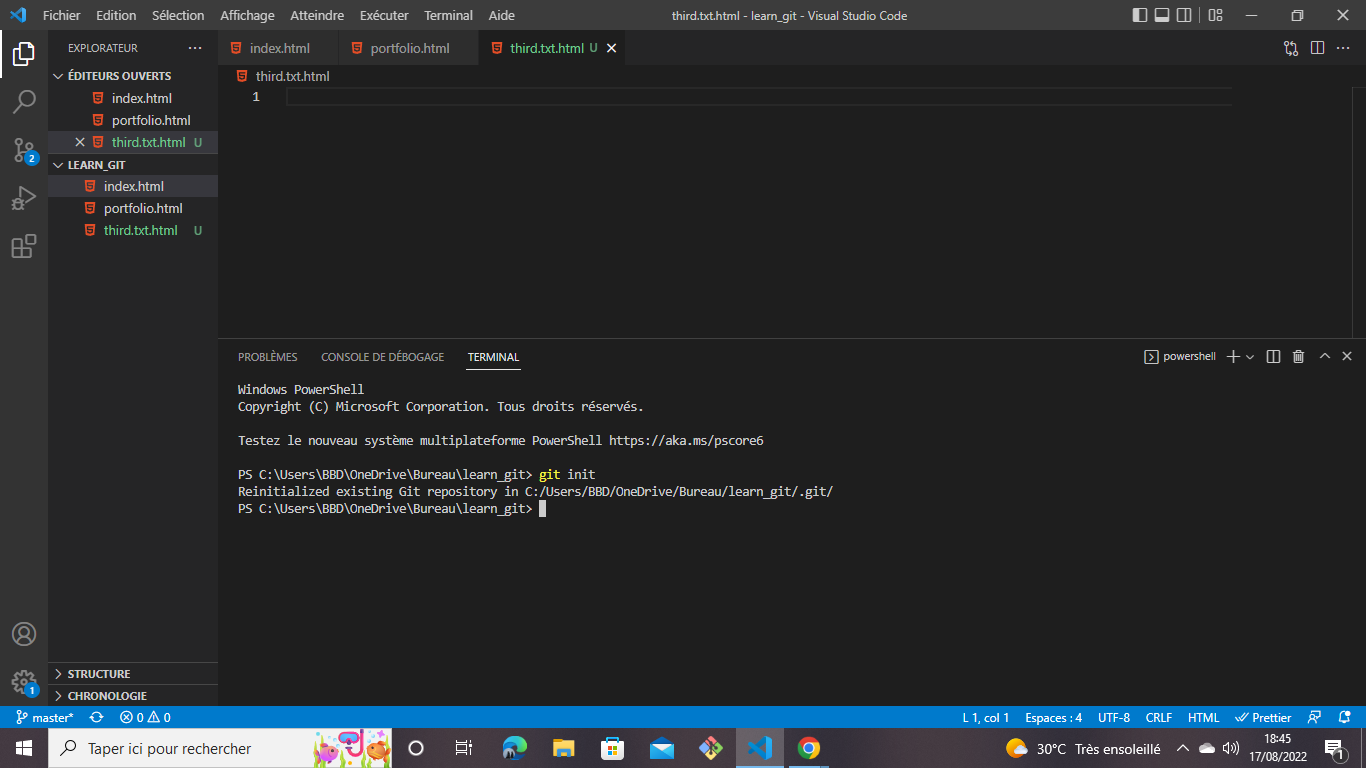 Fichier Edition Sélection Affichage Atteindre Exécuter Terminal Aide third.txt.html - learn_git - Visual Studio Code
EXPLORATEUR
index.html portfolio.html third.txt.html U
ÉDITEURS OUVERTS
third.txt.html
index.html
1
portfolio.html
third.txt.html U
2
LEARN_GIT
index.html
portfolio.html
third.txt.html U
PROBLÈMES CONSOLE DE DÉBOGAGE TERMINAL powershell
Windows PowerShell
Copyright (C) Microsoft Corporation. Tous droits réservés.
Testez le nouveau système multiplateforme PowerShell https://aka.ms/pscore6
PS C:\Users\BBD\OneDrive\Bureau\learn_git> git init
Reinitialized existing Git repository in C:/Users/BBD/OneDrive/Bureau/learn_git/.git/
PS C:\Users\BBD\OneDrive\Bureau\learn_git>
STRUCTURE
1
CHRONOLOGIE
master* 0 0 L 1, col 1 Espaces : 4 UTF-8 CRLF HTML Prettier
Taper ici pour rechercher 30°C Très ensoleillé
18:45
17/08/2022
1